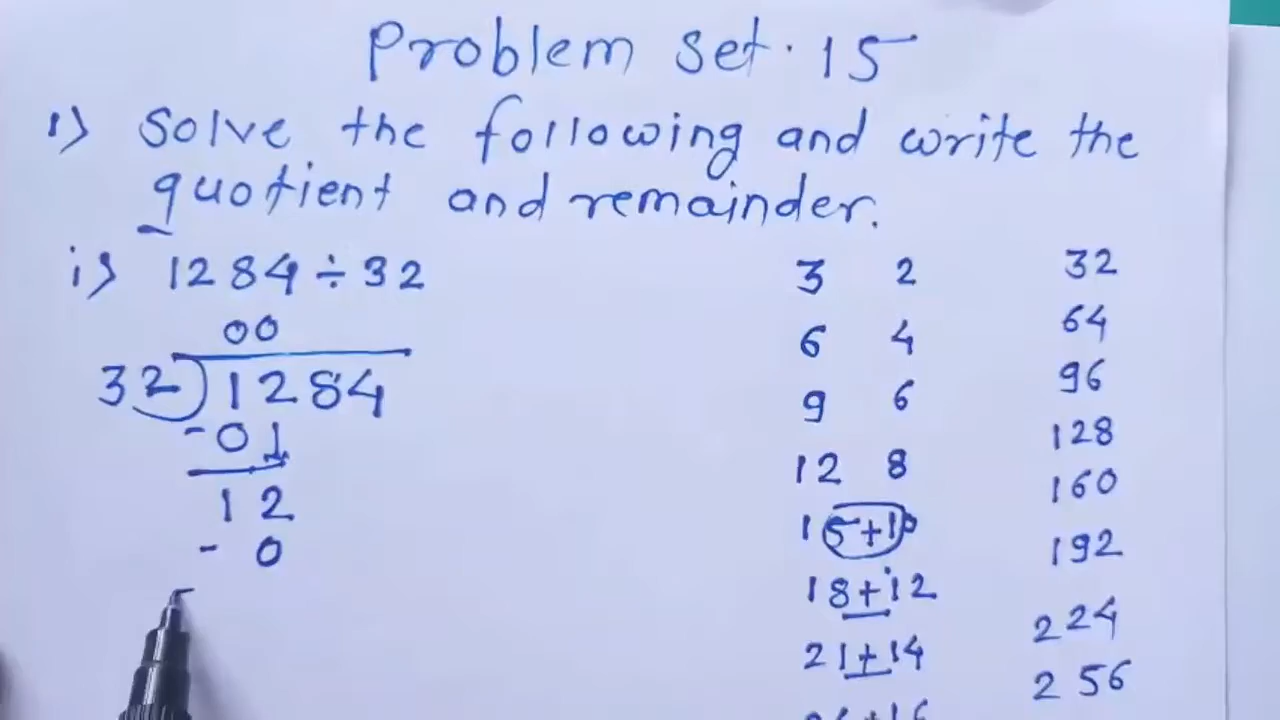 Problem set. 15
1) Solve the following and write the
quotient and remainder.
i) 1284÷32
00
32)1284
-01
12
- 0
3 2 32
6 4 64
9 6 96
12 8 128
15+10 160
18+12 192
21+14 224
256